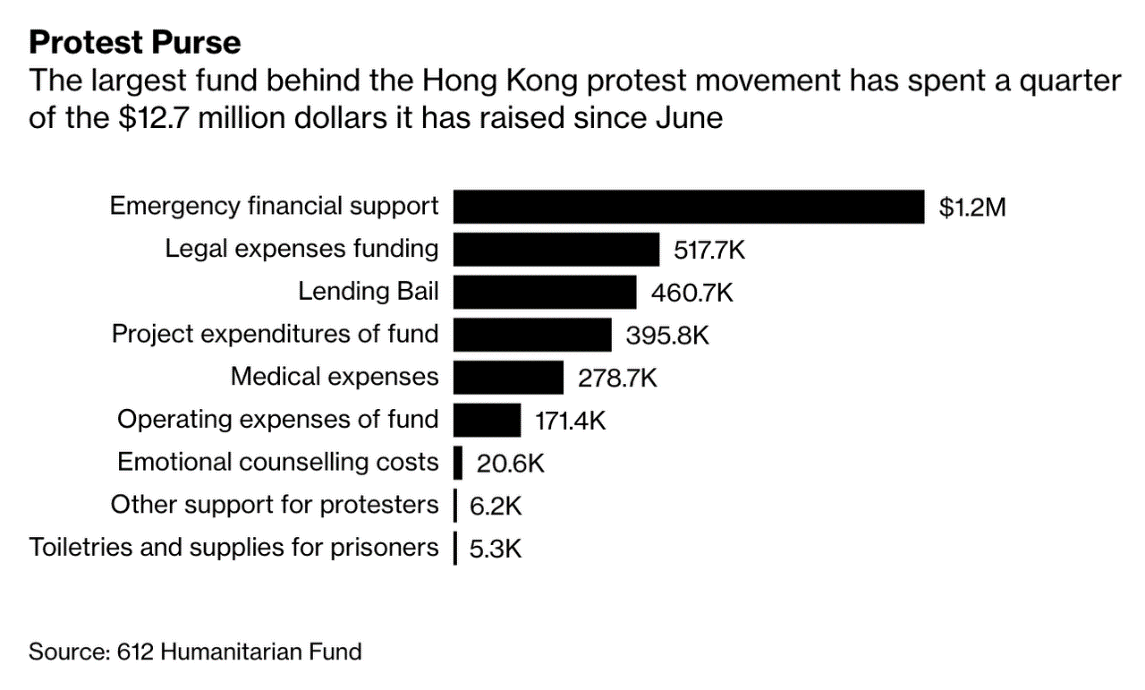 Protest Purse
The largest fund behind the Hong Kong protest movement has spent a quarter
of the $12.7 million dollars it has raised since June
Emergency financial support $1.2M
Legal expenses funding 517.7K
Lending Bail 460.7K
Project expenditures of fund 395.8K
Medical expenses 278.7K
Operating expenses of fund 171.4K
Emotional counselling costs 20.6K
Other support for protesters 6.2K
Toiletries and supplies for prisoners 5.3K
Source: 612 Humanitarian Fund